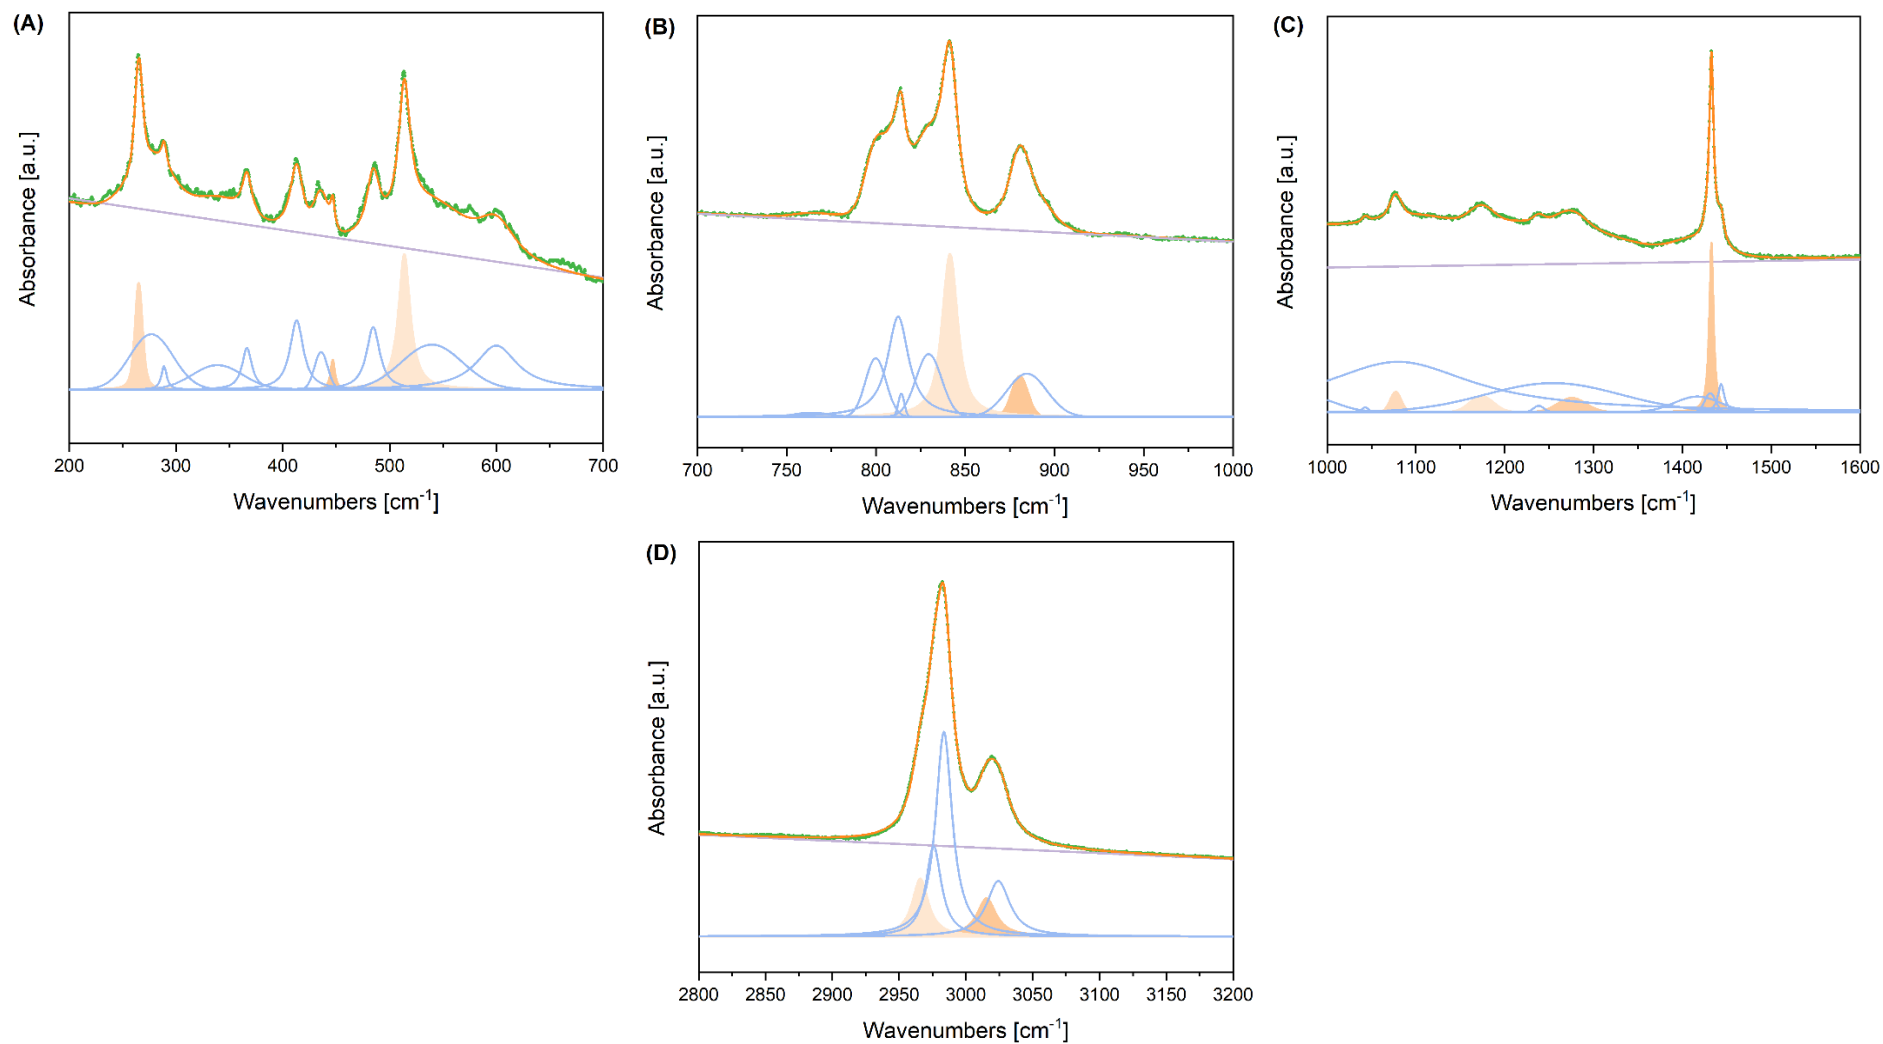 (A)
Absorbance [a.u.]
200 300 400 500 600 700
Wavenumbers [cm⁻¹]
(B)
Absorbance [a.u.]
700 750 800 850 900 950 1000
Wavenumbers [cm⁻¹]
(C)
Absorbance [a.u.]
1000 1100 1200 1300 1400 1500 1600
Wavenumbers [cm⁻¹]
(D)
Absorbance [a.u.]
2800 2850 2900 2950 3000 3050 3100 3150 3200
Wavenumbers [cm⁻¹]